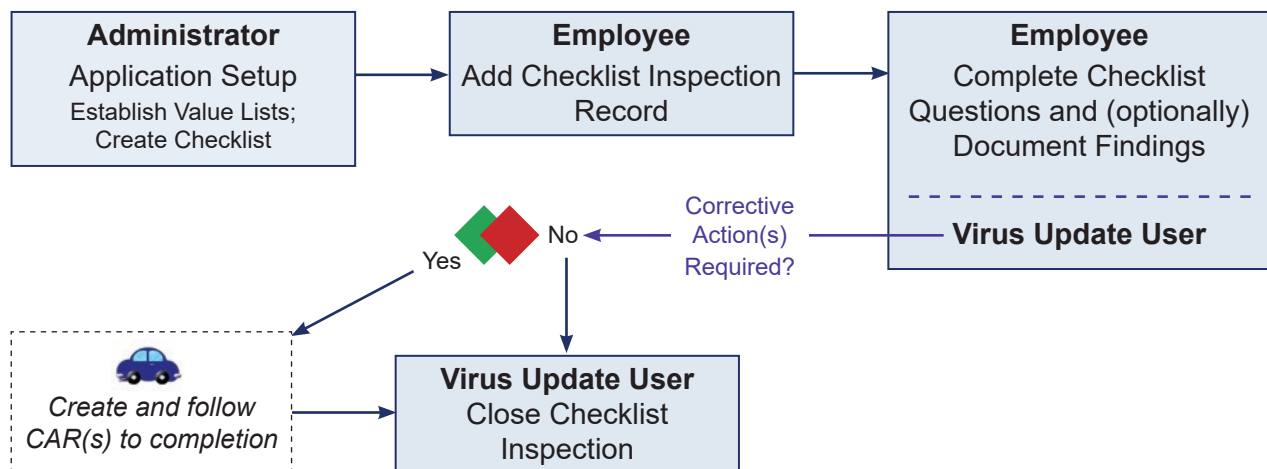 Administrator
Application Setup
Establish Value Lists;
Create Checklist
Employee
Add Checklist Inspection
Record
Employee
Complete Checklist
Questions and (optionally)
Document Findings
Virus Update User
Corrective
Action(s)
Required?
No
Yes
Create and follow
CAR(s) to completion
Virus Update User
Close Checklist
Inspection